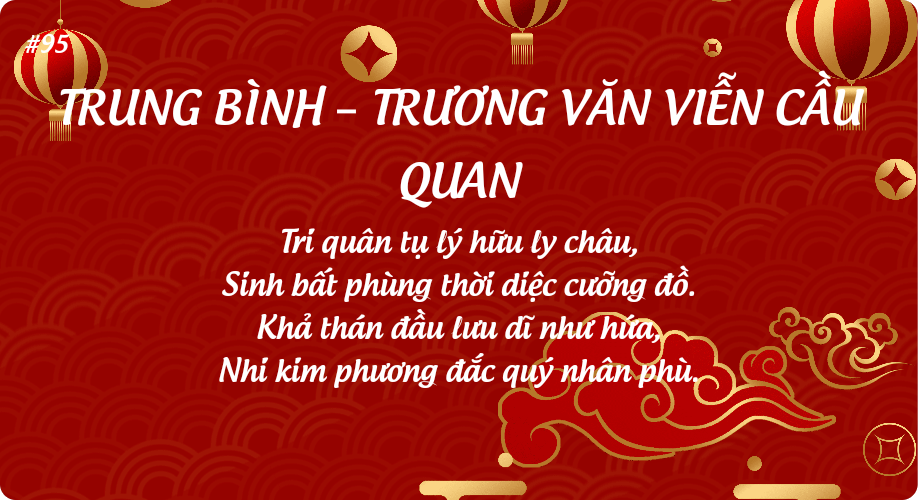 #95
TRUNG BÌNH – TRƯƠNG VĂN VIỄN CẦU
QUAN
Tri quân tụ lý hữu ly châu,
Sinh bất phùng thời diệc cưỡng đồ.
Khả thán đầu lưu dĩ như hứa,
Nhi kim phương đắc quý nhân phù.